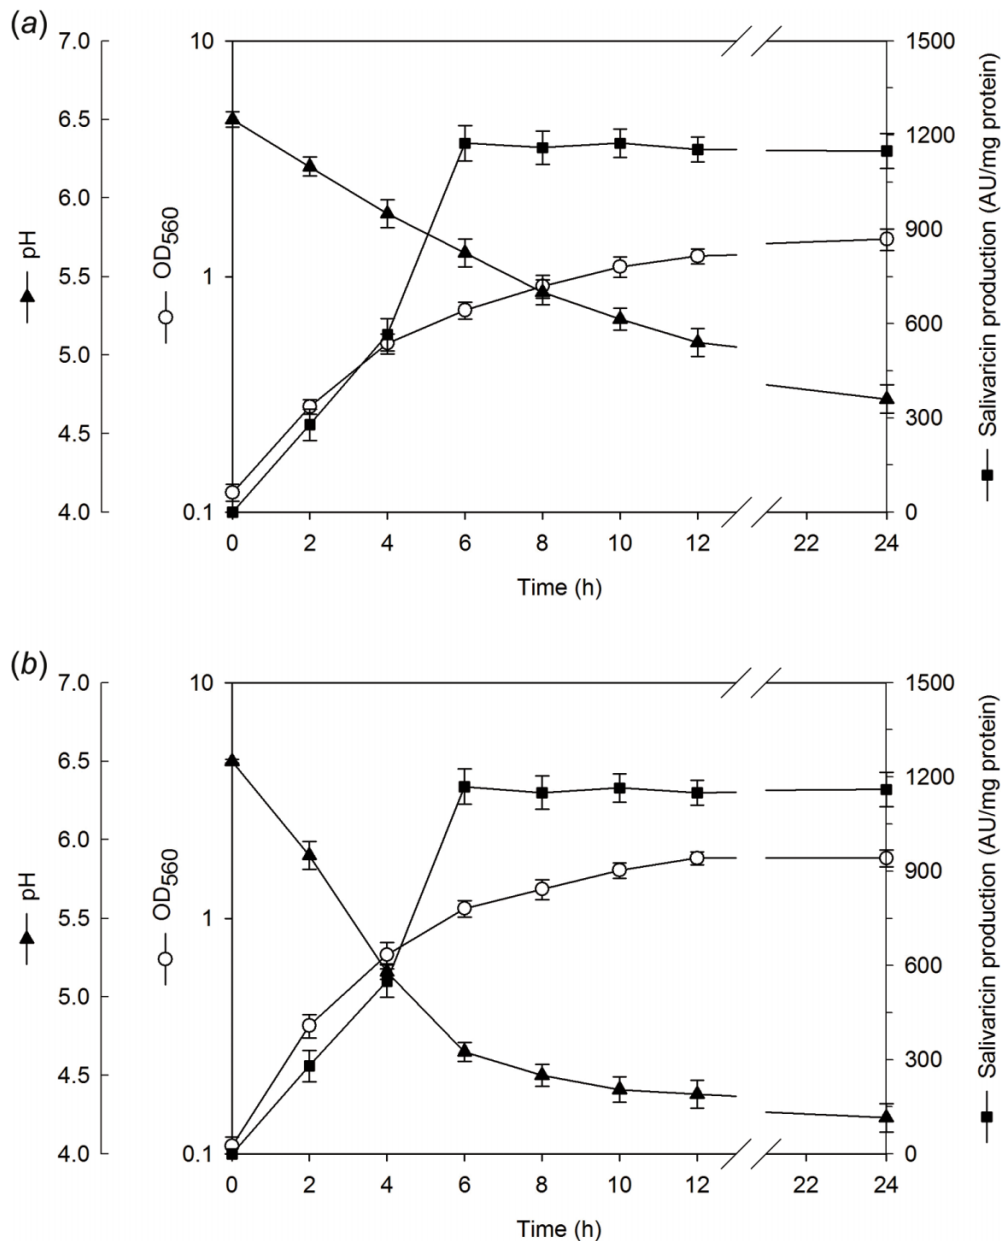 (a)
7.0
6.5
6.0
5.5
5.0
4.5
4.0
pH
10
1
0.1
OD560
1500
1200
900
600
300
0
Salivaricin production (AU/mg protein)
0 2 4 6 8 10 12 22 24
Time (h)
(b)
7.0
6.5
6.0
5.5
5.0
4.5
4.0
pH
10
1
0.1
OD560
1500
1200
900
600
300
0
Salivaricin production (AU/mg protein)
0 2 4 6 8 10 12 22 24
Time (h)